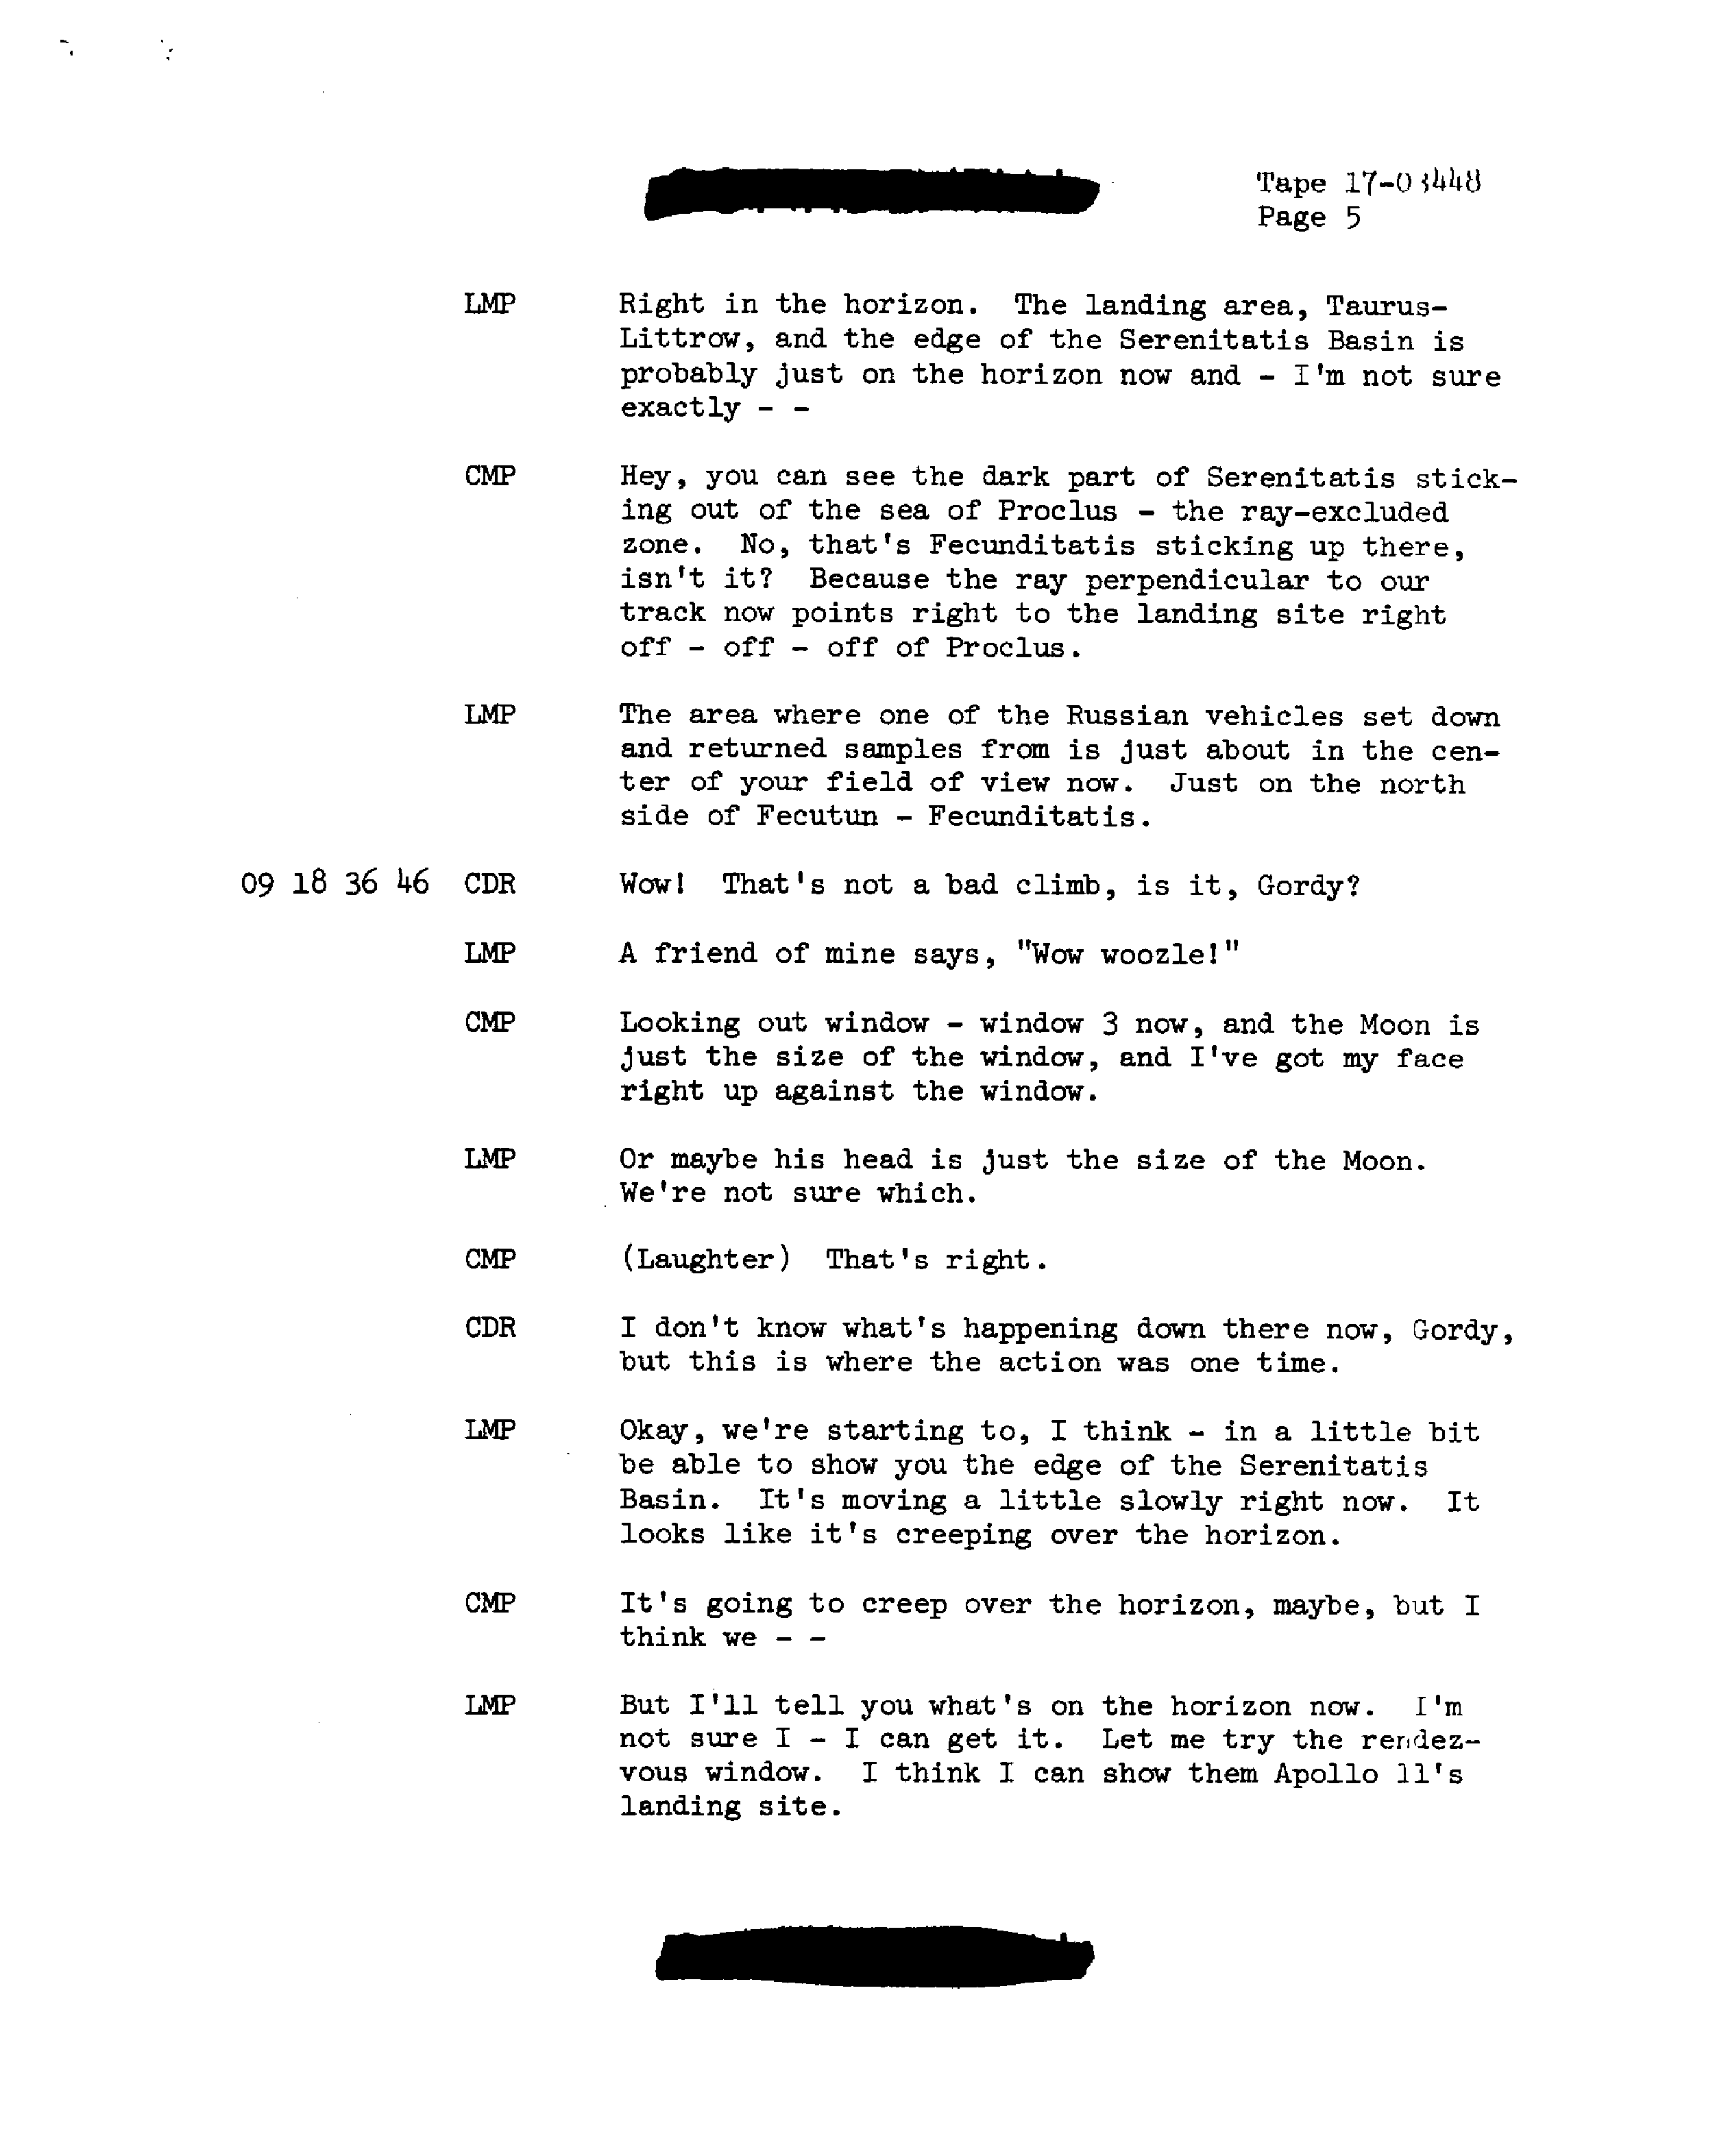 Tape 17-03448
Page 5
LMP Right in the horizon. The landing area, Taurus-
Littrow, and the edge of the Serenitatis Basin is
probably just on the horizon now and - I'm not sure
exactly - -
CMP Hey, you can see the dark part of Serenitatis stick-
ing out of the sea of Proclus - the ray-excluded
zone. No, that's Fecunditatis sticking up there,
isn't it? Because the ray perpendicular to our
track now points right to the landing site right
off - off - off of Proclus.
LMP The area where one of the Russian vehicles set down
and returned samples from is just about in the cen-
ter of your field of view now. Just on the north
side of Fecutun - Fecunditatis.
09 18 36 46 CDR Wow! That's not a bad climb, is it, Gordy?
LMP A friend of mine says, "Wow woozle!"
CMP Looking out window - window 3 now, and the Moon is
just the size of the window, and I've got my face
right up against the window.
LMP Or maybe his head is just the size of the Moon.
We're not sure which.
CMP (Laughter) That's right.
CDR I don't know what's happening down there now, Gordy,
but this is where the action was one time.
LMP Okay, we're starting to, I think - in a little bit
be able to show you the edge of the Serenitatis
Basin. It's moving a little slowly right now. It
looks like it's creeping over the horizon.
CMP It's going to creep over the horizon, maybe, but I
think we - -
LMP But I'll tell you what's on the horizon now. I'm
not sure I - I can get it. Let me try the rendez-
vous window. I think I can show them Apollo 11's
landing site.